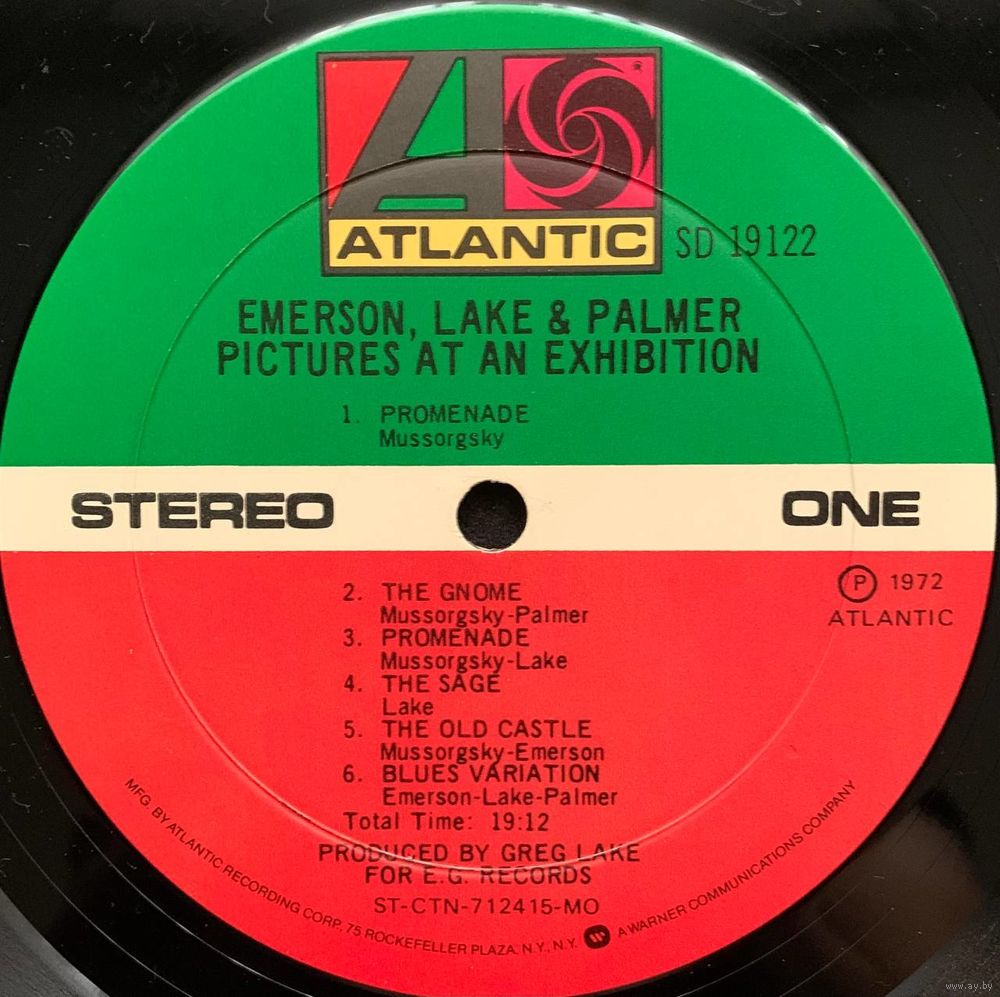 ATLANTIC
SD 19122
EMERSON, LAKE & PALMER
PICTURES AT AN EXHIBITION
1. PROMENADE
Mussorgsky
STEREO
ONE
2. THE GNOME
Mussorgsky-Palmer
3. PROMENADE
Mussorgsky-Lake
4. THE SAGE
Lake
5. THE OLD CASTLE
Mussorgsky-Emerson
6. BLUES VARIATION
Emerson-Lake-Palmer
Total Time: 19:12
Ⓟ 1972
ATLANTIC
PRODUCED BY GREG LAKE
FOR E.G. RECORDS
ST-CTN-712415-MO
MFG. BY ATLANTIC RECORDING CORP. 75 ROCKEFELLER PLAZA. N.Y., N.Y. A WARNER COMMUNICATIONS COMPANY
www.ay.by